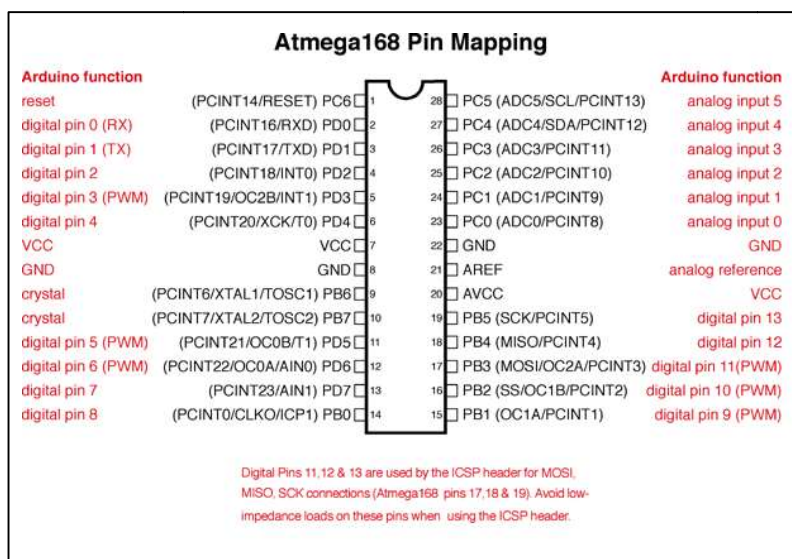 Atmega168 Pin Mapping
Arduino function Arduino function
reset (PCINT14/RESET) PC6 1 28 PC5 (ADC5/SCL/PCINT13) analog input 5
digital pin 0 (RX) (PCINT16/RXD) PD0 2 27 PC4 (ADC4/SDA/PCINT12) analog input 4
digital pin 1 (TX) (PCINT17/TXD) PD1 3 26 PC3 (ADC3/PCINT11) analog input 3
digital pin 2 (PCINT18/INT0) PD2 4 25 PC2 (ADC2/PCINT10) analog input 2
digital pin 3 (PWM) (PCINT19/OC2B/INT1) PD3 5 24 PC1 (ADC1/PCINT9) analog input 1
digital pin 4 (PCINT20/XCK/T0) PD4 6 23 PC0 (ADC0/PCINT8) analog input 0
VCC VCC 7 22 GND GND
GND GND 8 21 AREF analog reference
crystal (PCINT6/XTAL1/TOSC1) PB6 9 20 AVCC VCC
crystal (PCINT7/XTAL2/TOSC2) PB7 10 19 PB5 (SCK/PCINT5) digital pin 13
digital pin 5 (PWM) (PCINT21/OC0B/T1) PD5 11 18 PB4 (MISO/PCINT4) digital pin 12
digital pin 6 (PWM) (PCINT22/OC0A/AIN0) PD6 12 17 PB3 (MOSI/OC2A/PCINT3) digital pin 11(PWM)
digital pin 7 (PCINT23/AIN1) PD7 13 16 PB2 (SS/OC1B/PCINT2) digital pin 10 (PWM)
digital pin 8 (PCINT0/CLKO/ICP1) PB0 14 15 PB1 (OC1A/PCINT1) digital pin 9 (PWM)
Digital Pins 11,12 & 13 are used by the ICSP header for MOSI,
MISO, SCK connections (Atmega168 pins 17,18 & 19). Avoid low-
impedance loads on these pins when using the ICSP header.